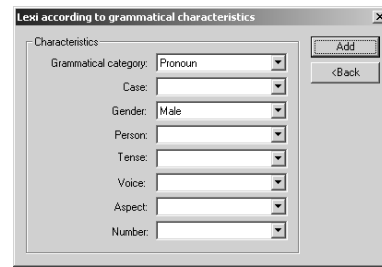 Lexi according to grammatical characteristics
Characteristics
Grammatical category: Pronoun
Case:
Gender: Male
Person:
Tense:
Voice:
Aspect:
Number:
Add
<Back